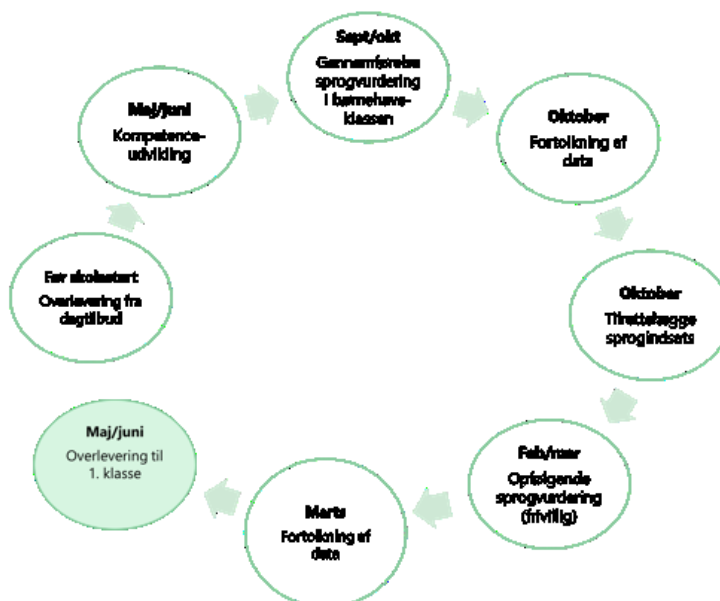 Sept/okt
Gennemførelse
sprogvurdering
i børnehave-
klassen
Oktober
Fortolkning af
data
Oktober
Tilrettelægge
sprogindsats
Feb/mar
Opfølgende
sprogvurdering
(frivillig)
Marts
Fortolkning af
data
Maj/juni
Overlevering til
1. klasse
Før skolestart
Overlevering fra
dagtilbud
Maj/juni
Kompetence-
udvikling